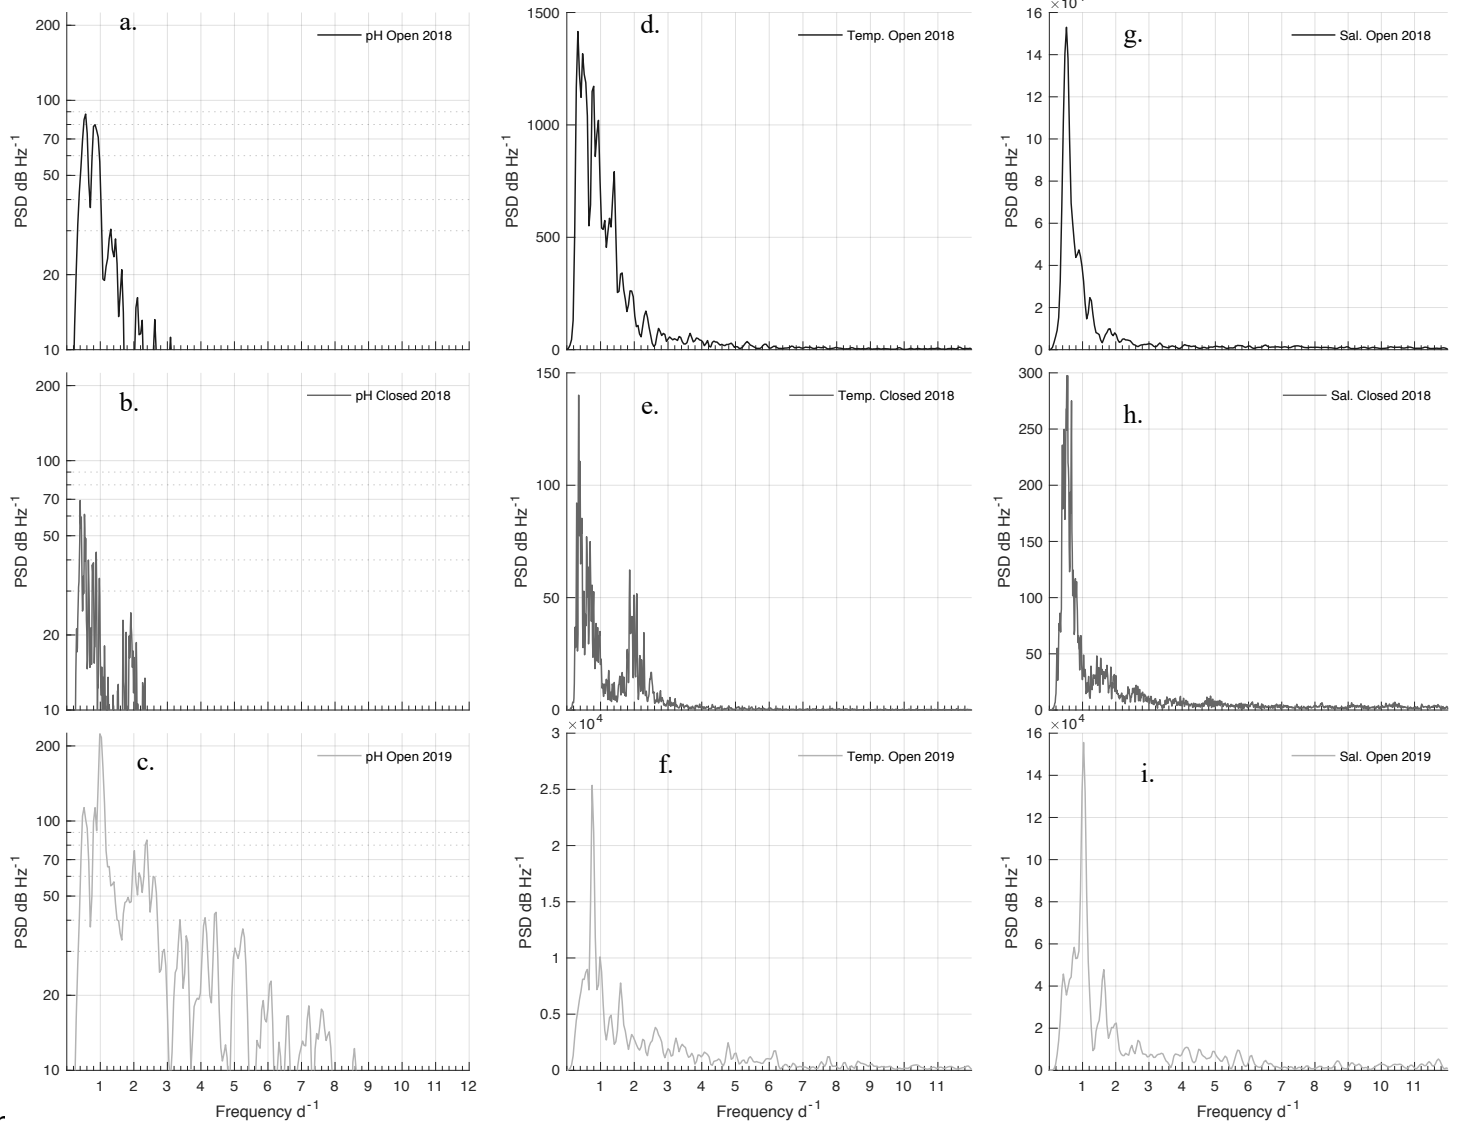 a.
pH Open 2018
200
100
70
50
20
10
PSD dB Hz-1
d.
Temp. Open 2018
1500
1000
500
0
PSD dB Hz-1
g.
Sal. Open 2018
16
14
12
10
8
6
4
2
0
PSD dB Hz-1
b.
pH Closed 2018
200
100
70
50
20
10
PSD dB Hz-1
e.
Temp. Closed 2018
150
100
50
0
PSD dB Hz-1
h.
Sal. Closed 2018
300
250
200
150
100
50
0
PSD dB Hz-1
c.
pH Open 2019
200
100
70
50
20
10
PSD dB Hz-1
1 2 3 4 5 6 7 8 9 10 11 12
Frequency d-1
×10^4
f.
Temp. Open 2019
3
2.5
2
1.5
1
0.5
0
PSD dB Hz-1
1 2 3 4 5 6 7 8 9 10 11
Frequency d-1
×10^4
i.
Sal. Open 2019
16
14
12
10
8
6
4
2
0
PSD dB Hz-1
1 2 3 4 5 6 7 8 9 10 11
Frequency d-1